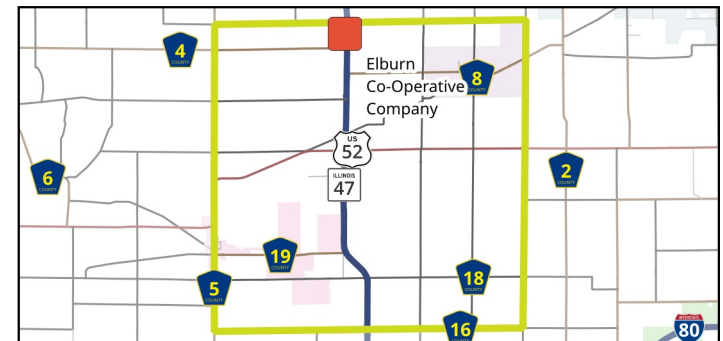 4
COUNTY
Elburn
Co-Operative
Company
8
COUNTY
US
52
ILLINOIS
47
6
COUNTY
2
COUNTY
19
COUNTY
5
COUNTY
18
COUNTY
16
COUNTY
INTERSTATE
80